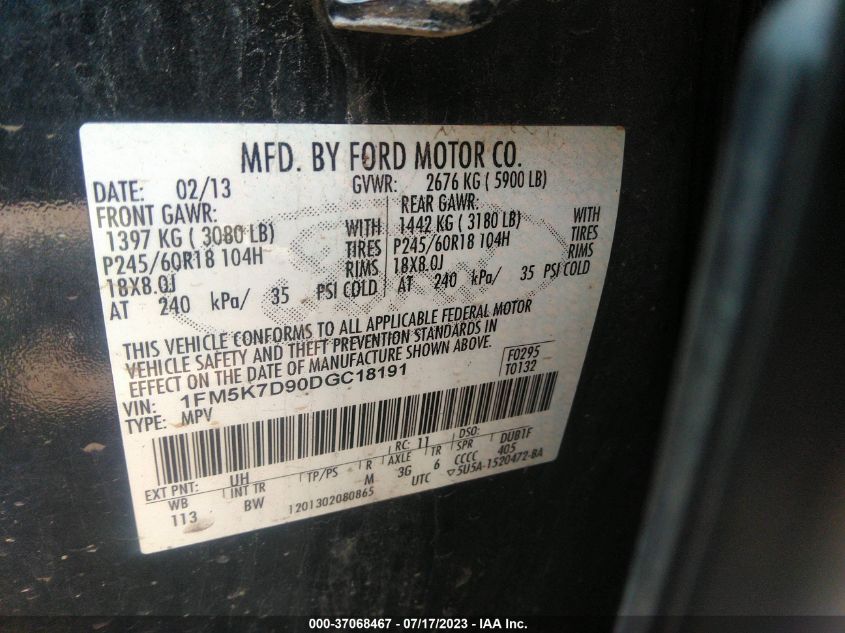 MFD. BY FORD MOTOR CO.
DATE: 02/13 GVWR: 2676 KG ( 5900 LB)
FRONT GAWR: REAR GAWR:
1397 KG ( 3080 LB) WITH 1442 KG ( 3180 LB) WITH
P245/60R18 104H TIRES P245/60R18 104H TIRES
18X8.0J RIMS 18X8.0J RIMS
AT 240 kPa/ 35 PSI COLD AT 240 kPa/ 35 PSI COLD
THIS VEHICLE CONFORMS TO ALL APPLICABLE FEDERAL MOTOR
VEHICLE SAFETY AND THEFT PREVENTION STANDARDS IN
EFFECT ON THE DATE OF MANUFACTURE SHOWN ABOVE.
F0295
T0132
VIN: 1FM5K7D90DGC18191
TYPE: MPV
RC: 11 DSO:
EXT PNT: UH
WB INT TR TP/PS R AXLE TR SPR DUB1F
113 BW M 3G 6 CCCC 405
1201302080865 UTC ▽5U5A-1520472-BA
000-37068467 / 07/17/2023 - IAA Inc.